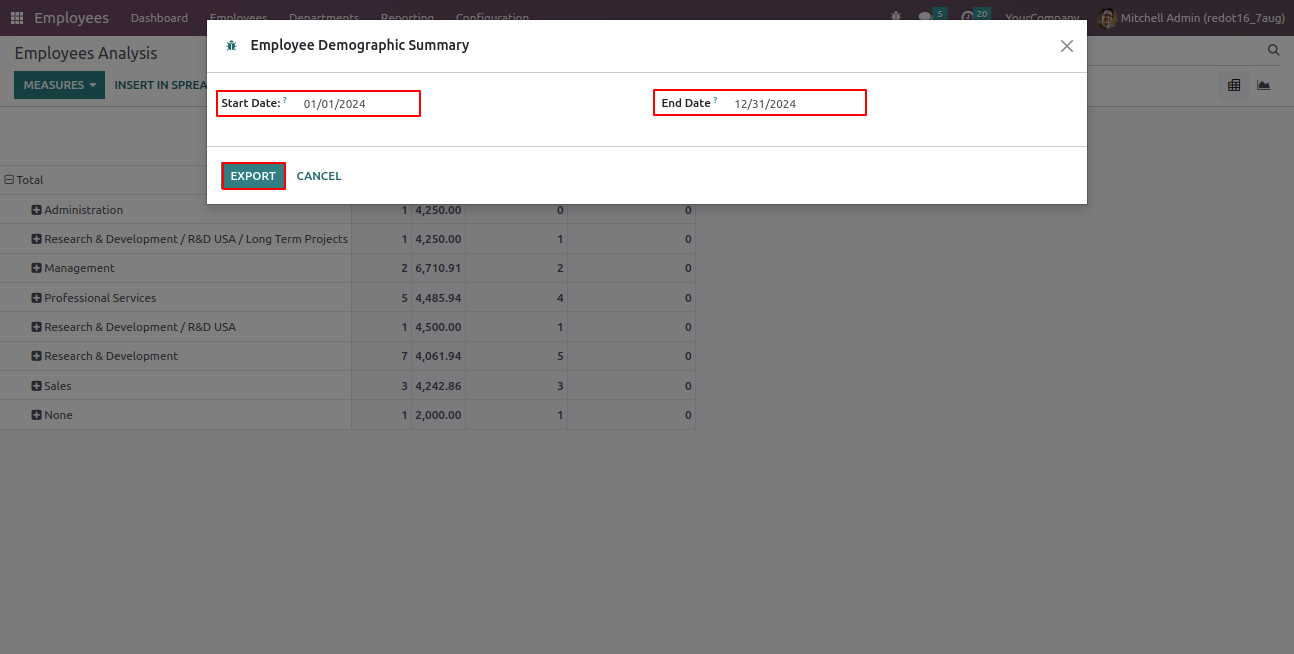 Employees Dashboard Employees Departments Reporting Configuration 5 20 YourCompany Mitchell Admin (redot16_7aug)
Employees Analysis
MEASURES INSERT IN SPREA
Employee Demographic Summary
Start Date: ? 01/01/2024 End Date ? 12/31/2024
EXPORT CANCEL
Total
Administration 1 4,250.00 0 0
Research & Development / R&D USA / Long Term Projects 1 4,250.00 1 0
Management 2 6,710.91 2 0
Professional Services 5 4,485.94 4 0
Research & Development / R&D USA 1 4,500.00 1 0
Research & Development 7 4,061.94 5 0
Sales 3 4,242.86 3 0
None 1 2,000.00 1 0